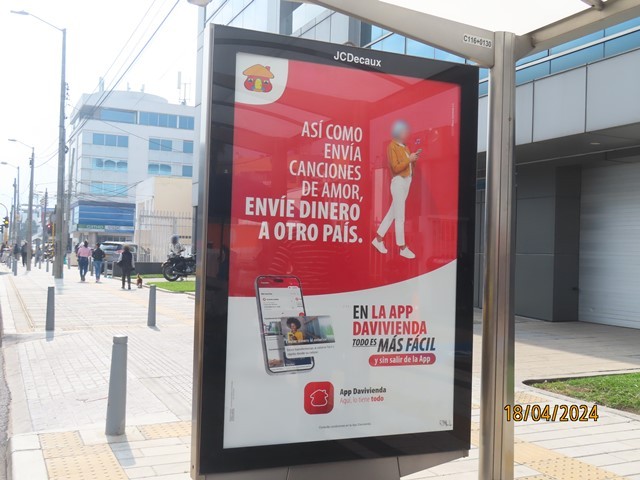 C116+0130
JCDecaux
ASÍ COMO
ENVÍA
CANCIONES
DE AMOR,
ENVÍE DINERO
A OTRO PAÍS.
EN LA APP
DAVIVIENDA
TODO ES MÁS FÁCIL
y sin salir de la App
App Davivienda
Aquí, lo tiene todo
18/04/2024